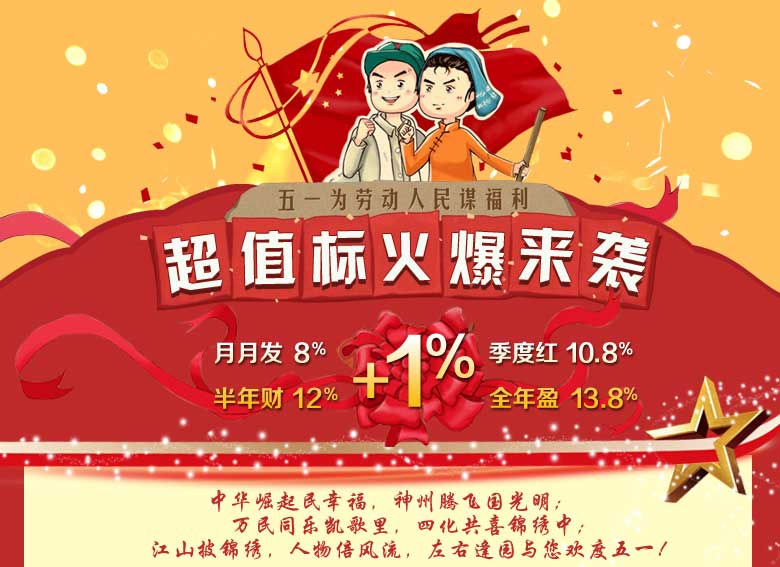 五一为劳动人民谋福利
超值标火爆来袭
月月发 8% +1% 季度红 10.8%
半年财 12% 全年盈 13.8%
中华崛起民幸福，神州腾飞国光明；
万民同乐凯歌里，四化共喜锦绣中；
江山披锦绣，人物倍风流，左右逢园与您欢度五一！